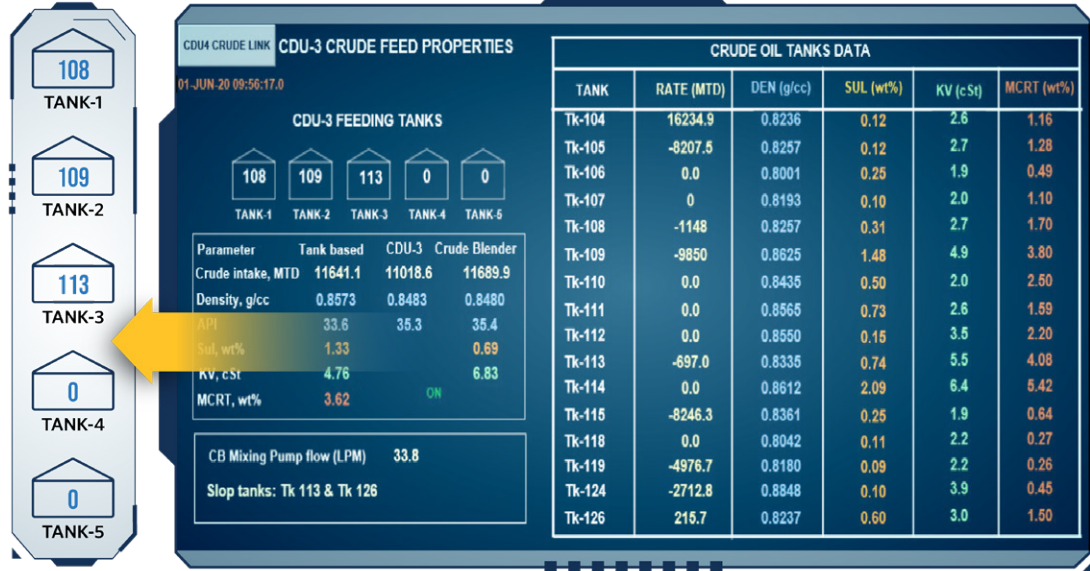 108
TANK-1
109
TANK-2
113
TANK-3
0
TANK-4
0
TANK-5
CDU4 CRUDE LINK
CDU-3 CRUDE FEED PROPERTIES
01-JUN-20 09:56:17.0
CDU-3 FEEDING TANKS
108 109 113 0 0
TANK-1 TANK-2 TANK-3 TANK-4 TANK-5
Parameter Tank based CDU-3 Crude Blender
Crude intake, MTD 11641.1 11018.6 11689.9
Density, g/cc 0.8573 0.8483 0.8480
API 33.6 35.3 35.4
Sul, wt% 1.33 0.69
KV, cSt 4.76 6.83
MCRT, wt% 3.62 ON
CB Mixing Pump flow (LPM) 33.8
Slop tanks: Tk 113 & Tk 126
CRUDE OIL TANKS DATA
TANK RATE (MTD) DEN (g/cc) SUL (wt%) KV (cSt) MCRT (wt%)
Tk-104 16234.9 0.8236 0.12 2.6 1.16
Tk-105 -8207.5 0.8257 0.12 2.7 1.28
Tk-106 0.0 0.8001 0.25 1.9 0.49
Tk-107 0 0.8193 0.10 2.0 1.10
Tk-108 -1148 0.8257 0.31 2.7 1.70
Tk-109 -9850 0.8625 1.48 4.9 3.80
Tk-110 0.0 0.8435 0.50 2.0 2.50
Tk-111 0.0 0.8565 0.73 2.6 1.59
Tk-112 0.0 0.8550 0.15 3.5 2.20
Tk-113 -697.0 0.8335 0.74 5.5 4.08
Tk-114 0.0 0.8612 2.09 6.4 5.42
Tk-115 -8246.3 0.8361 0.25 1.9 0.64
Tk-118 0.0 0.8042 0.11 2.2 0.27
Tk-119 -4976.7 0.8180 0.09 2.2 0.26
Tk-124 -2712.8 0.8848 0.10 3.9 0.45
Tk-126 215.7 0.8237 0.60 3.0 1.50